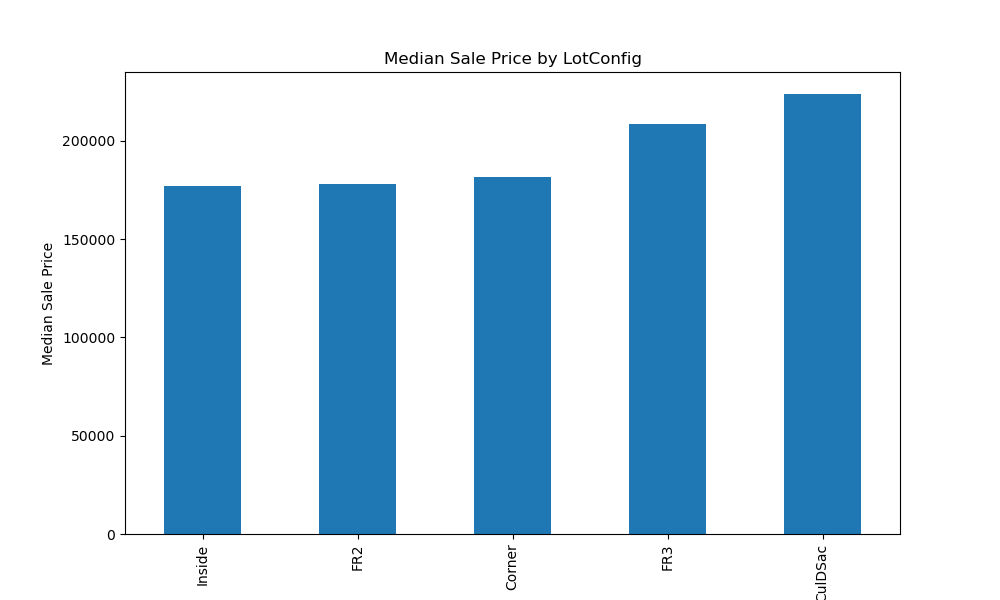 Median Sale Price by LotConfig
Median Sale Price
200000
150000
100000
50000
0
Inside
FR2
Corner
FR3
CulDSac